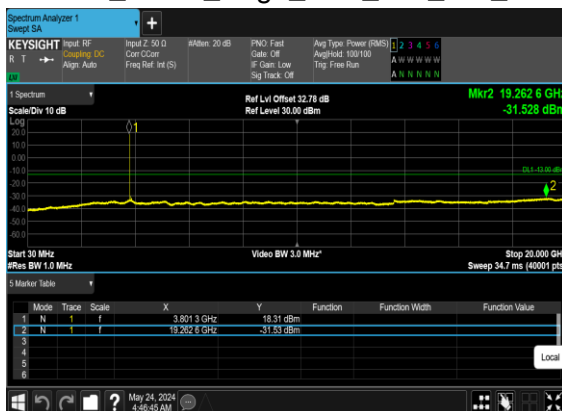 Spectrum Analyzer 1
Swept SA
KEYSIGHT
R T
Input: RF
Coupling: DC
Align: Auto
Input Z: 50 Ω
Corr CCorr
Freq Ref: Int (S)
#Atten: 20 dB
PNO: Fast
Gate: Off
IF Gain: Low
Sig Track: Off
Avg Type: Power (RMS)
Avg|Hold: 100/100
Trig: Free Run
1 2 3 4 5 6
A W W W W W
A N N N N N
1 Spectrum
Scale/Div 10 dB
Ref Lvl Offset 32.78 dB
Ref Level 30.00 dBm
Mkr2 19.262 6 GHz
-31.528 dBm
Log
20.0
10.0
0.00
-10.0
-20.0
-30.0
-40.0
-50.0
-60.0
1
DL1 -13.00 dBm
2
Start 30 MHz
#Res BW 1.0 MHz
Video BW 3.0 MHz*
Stop 20.000 GHz
Sweep 34.7 ms (40001 pts)
5 Marker Table
Mode Trace Scale X Y Function Function Width Function Value
1 N 1 f 3.801 3 GHz 18.31 dBm
2 N 1 f 19.262 6 GHz -31.53 dBm
3
4
5
6
Local
May 24, 2024
4:46:45 AM